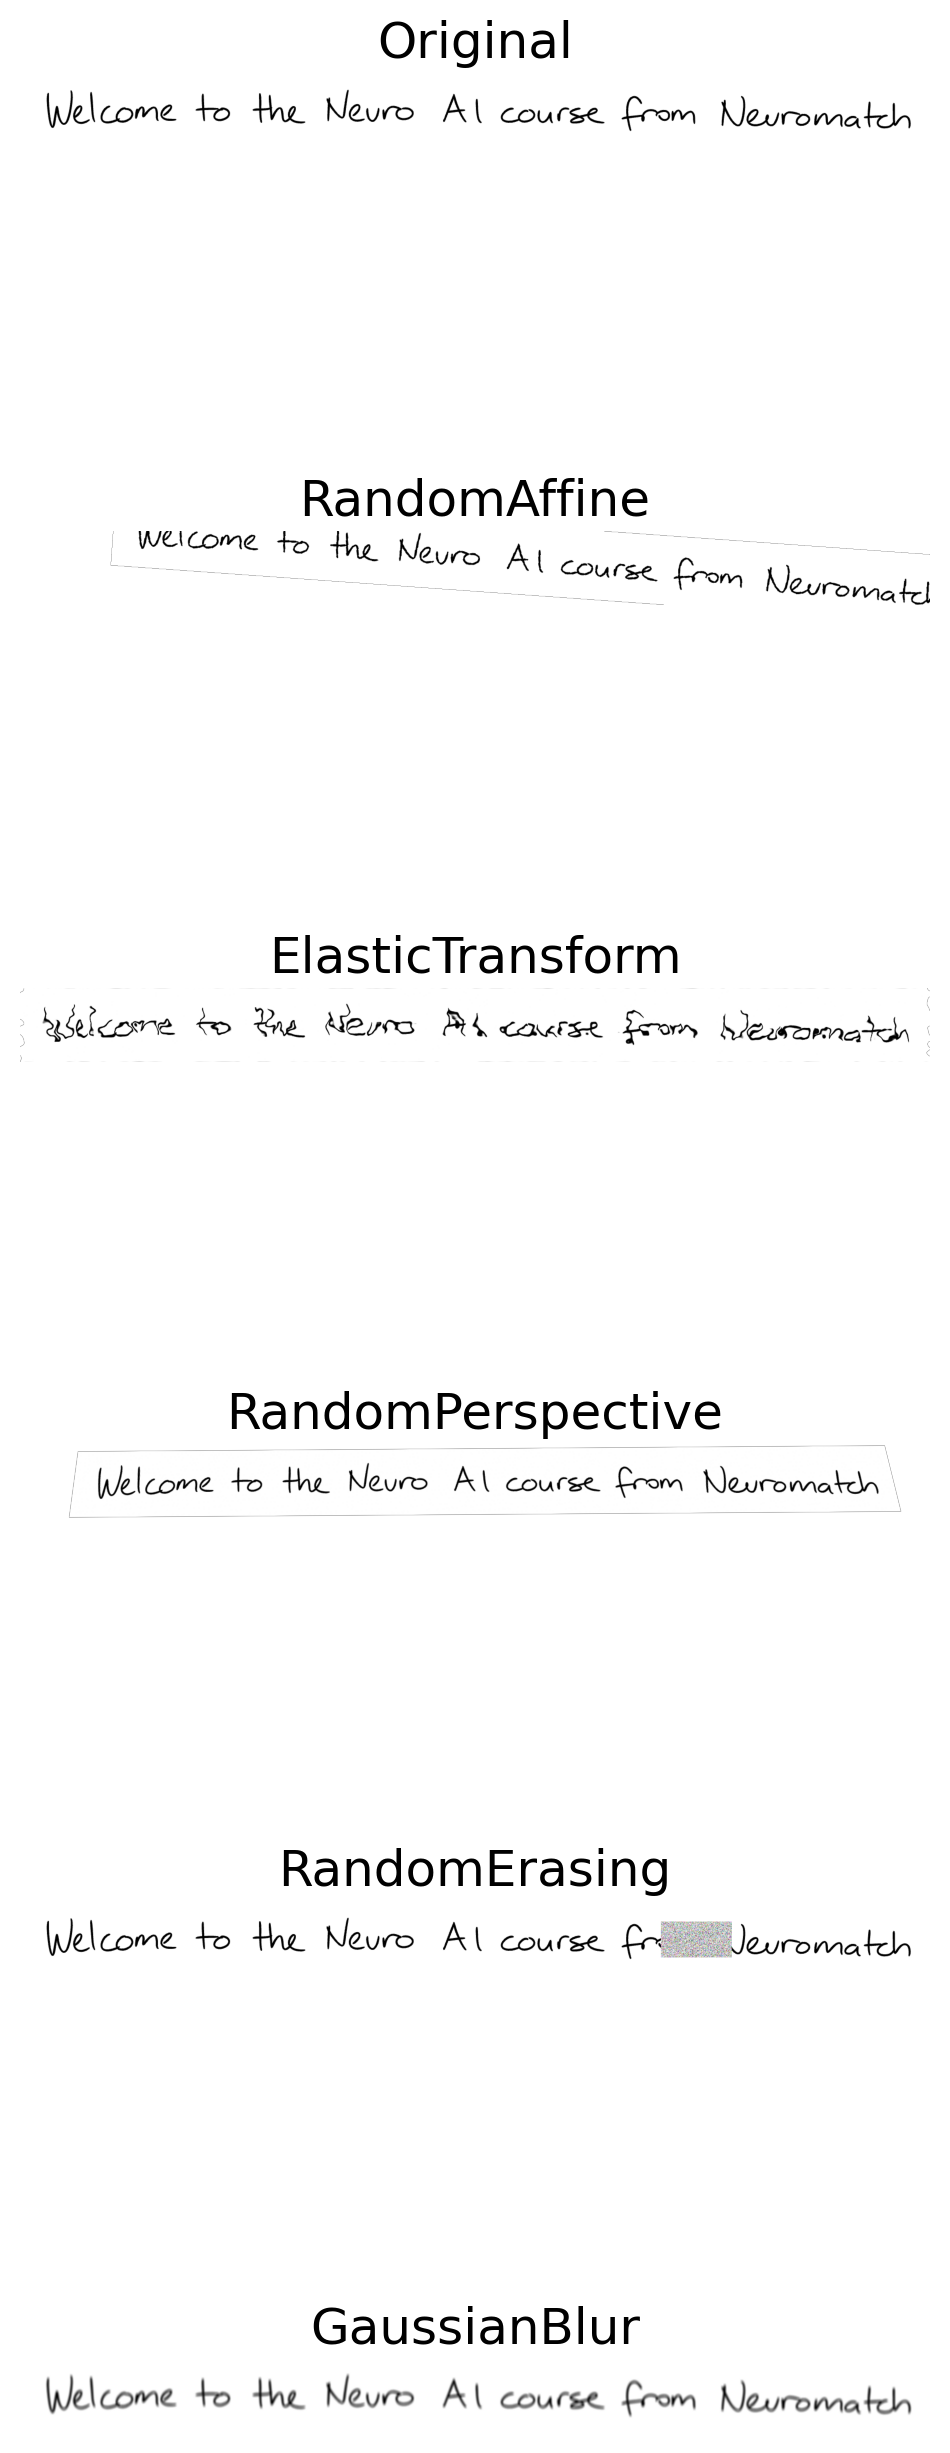 Original
Welcome to the Neuro AI course from Neuromatch
RandomAffine
Welcome to the Neuro AI course from Neuromatch
ElasticTransform
Welcome to the Neuro AI course from Neuromatch
RandomPerspective
Welcome to the Neuro AI course from Neuromatch
RandomErasing
Welcome to the Neuro AI course fr Neuromatch
GaussianBlur
Welcome to the Neuro AI course from Neuromatch